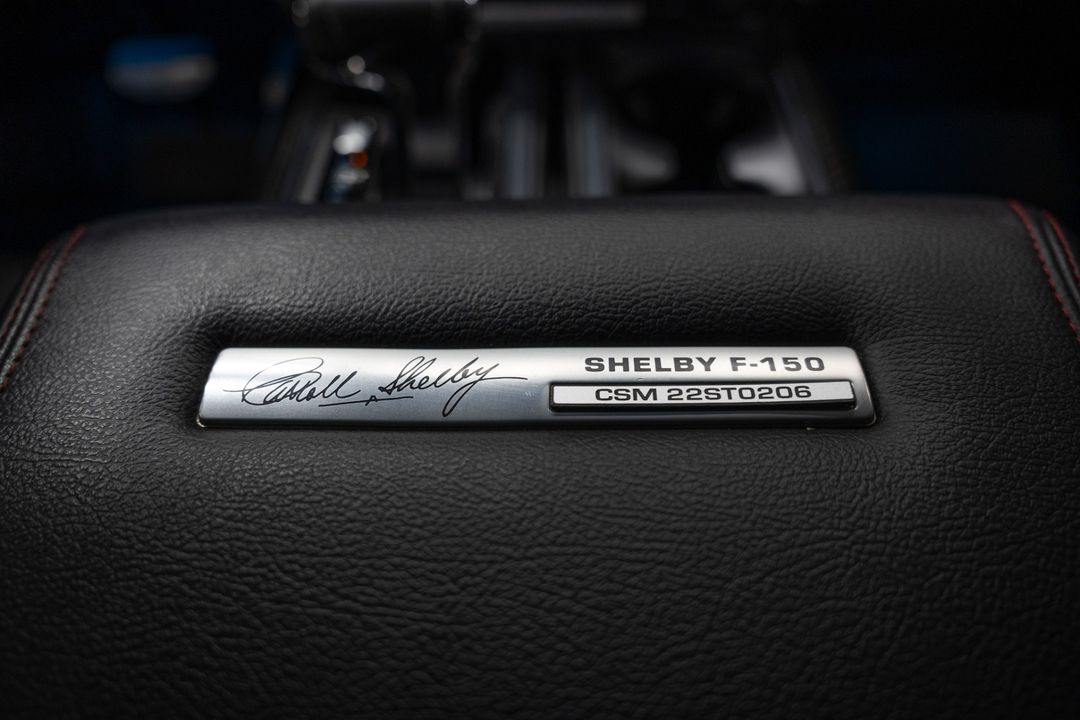 Carroll Shelby
SHELBY F-150
CSM 22ST0206